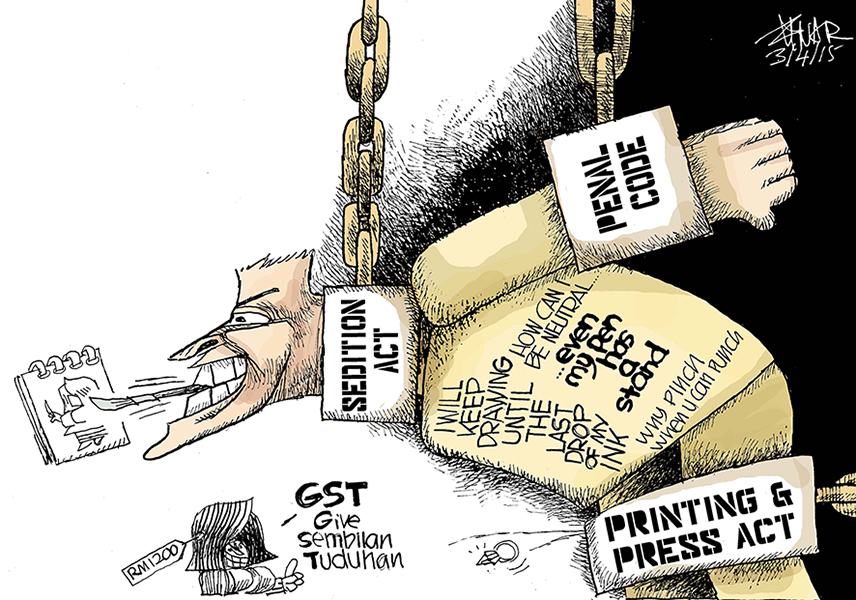 ZUNAR
3/4/15
PENAL
CODE
SEDITION
ACT
I WILL
KEEP
DRAWING
UNTIL
THE
LAST
DROP
OF MY
INK
HOW CAN I
BE NEUTRAL
...even
my pen
has
a
stand
WHY PINCH
WHEN U CAN PUNCH
PRINTING &
PRESS ACT
GST
Give
Sembilan
Tuduhan
RM1200